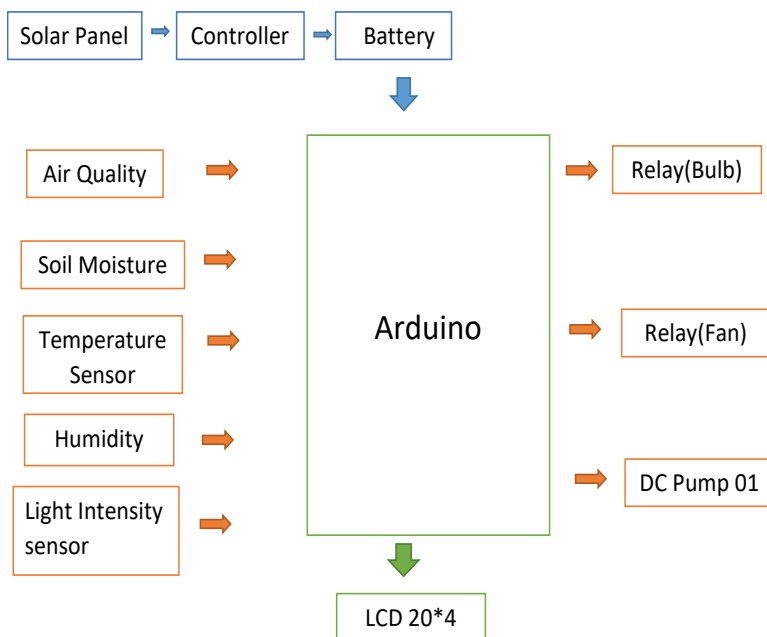 Solar Panel
Controller
Battery
Air Quality
Relay(Bulb)
Soil Moisture
Temperature
Sensor
Arduino
Relay(Fan)
Humidity
DC Pump 01
Light Intensity
sensor
LCD 20*4